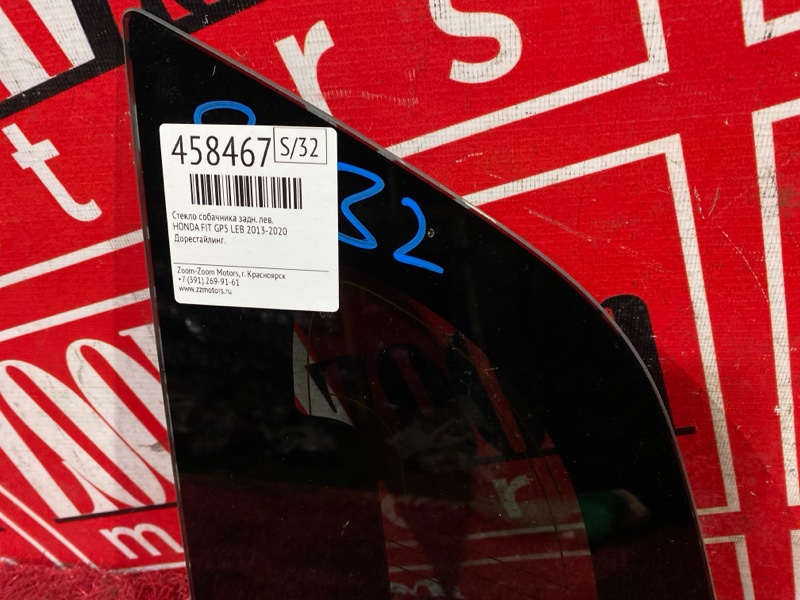 t
r
s
458467
S/32
32
Стекло собачника задн. лев.
HONDA FIT GP5 LEB 2013-2020
Дорестайлинг.
Zoom-Zoom Motors, г. Красноярск
+7 (391) 269-91-61
www.zzmotors.ru
m
r